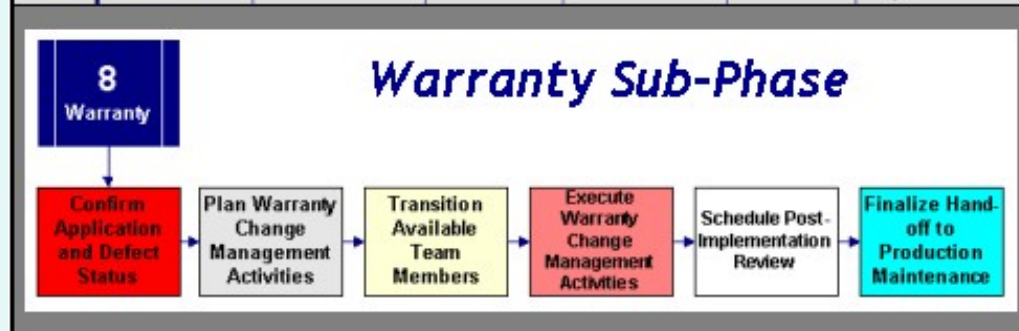 8
Warranty
Warranty Sub-Phase
Confirm
Application
and Defect
Status
Plan Warranty
Change
Management
Activities
Transition
Available
Team
Members
Execute
Warranty
Change
Management
Activities
Schedule Post-
Implementation
Review
Finalize Hand-
off to
Production
Maintenance